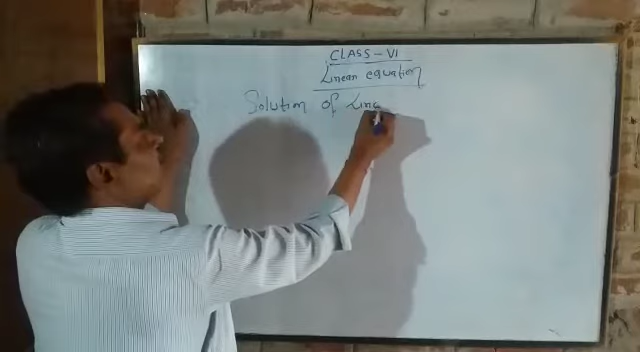 CLASS - VI
Linear equation
Solution of Line